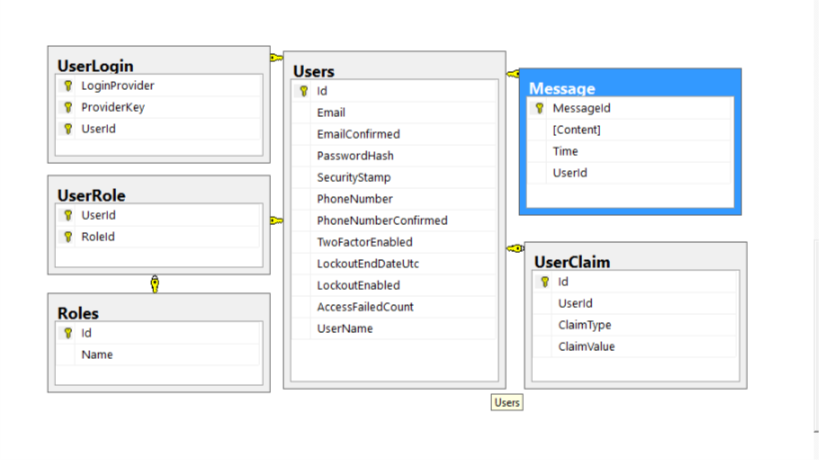 UserLogin
LoginProvider
ProviderKey
UserId
UserRole
UserId
RoleId
Roles
Id
Name
Users
Id
Email
EmailConfirmed
PasswordHash
SecurityStamp
PhoneNumber
PhoneNumberConfirmed
TwoFactorEnabled
LockoutEndDateUtc
LockoutEnabled
AccessFailedCount
UserName
Message
MessageId
[Content]
Time
UserId
UserClaim
Id
UserId
ClaimType
ClaimValue
Users